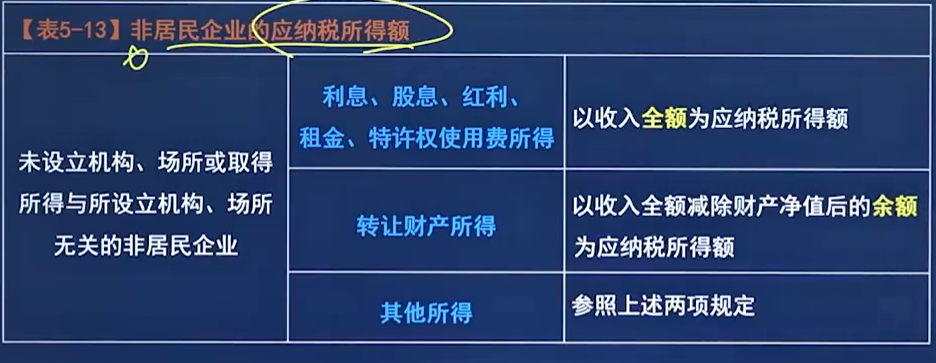 【表5-13】非居民企业的应纳税所得额
未设立机构、场所或取得
所得与所设立机构、场所
无关的非居民企业
利息、股息、红利、
租金、特许权使用费所得
以收入全额为应纳税所得额
转让财产所得
以收入全额减除财产净值后的余额
为应纳税所得额
其他所得
参照上述两项规定